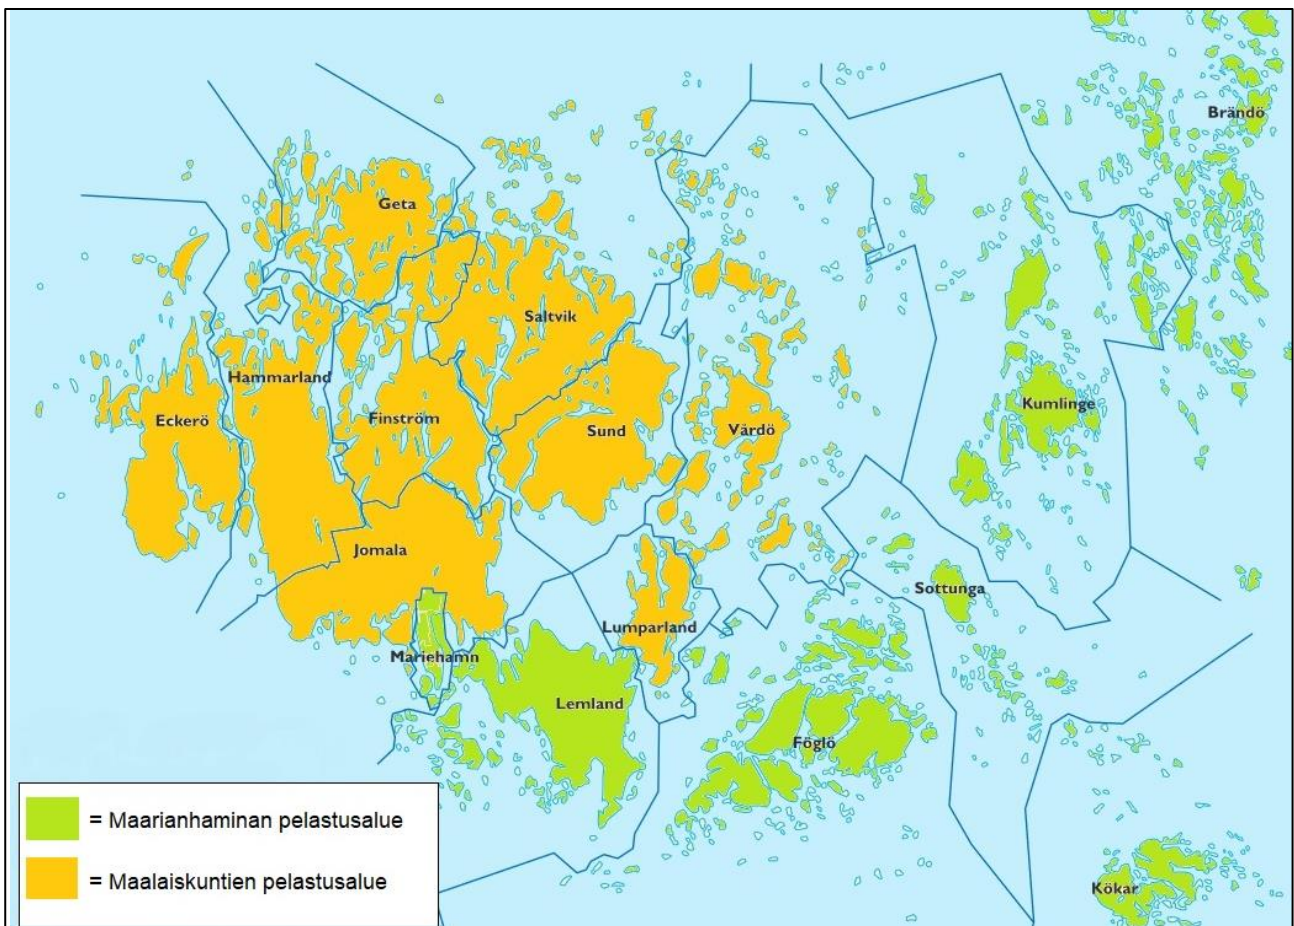 Brändö
Geta
Saltvik
Hammarland
Kumlinge
Eckerö
Finström
Sund
Vårdö
Jomala
Sottunga
Lumparland
Mariehamn
Lemland
Föglö
Kökar
= Maarianhaminan pelastusalue
= Maalaiskuntien pelastusalue